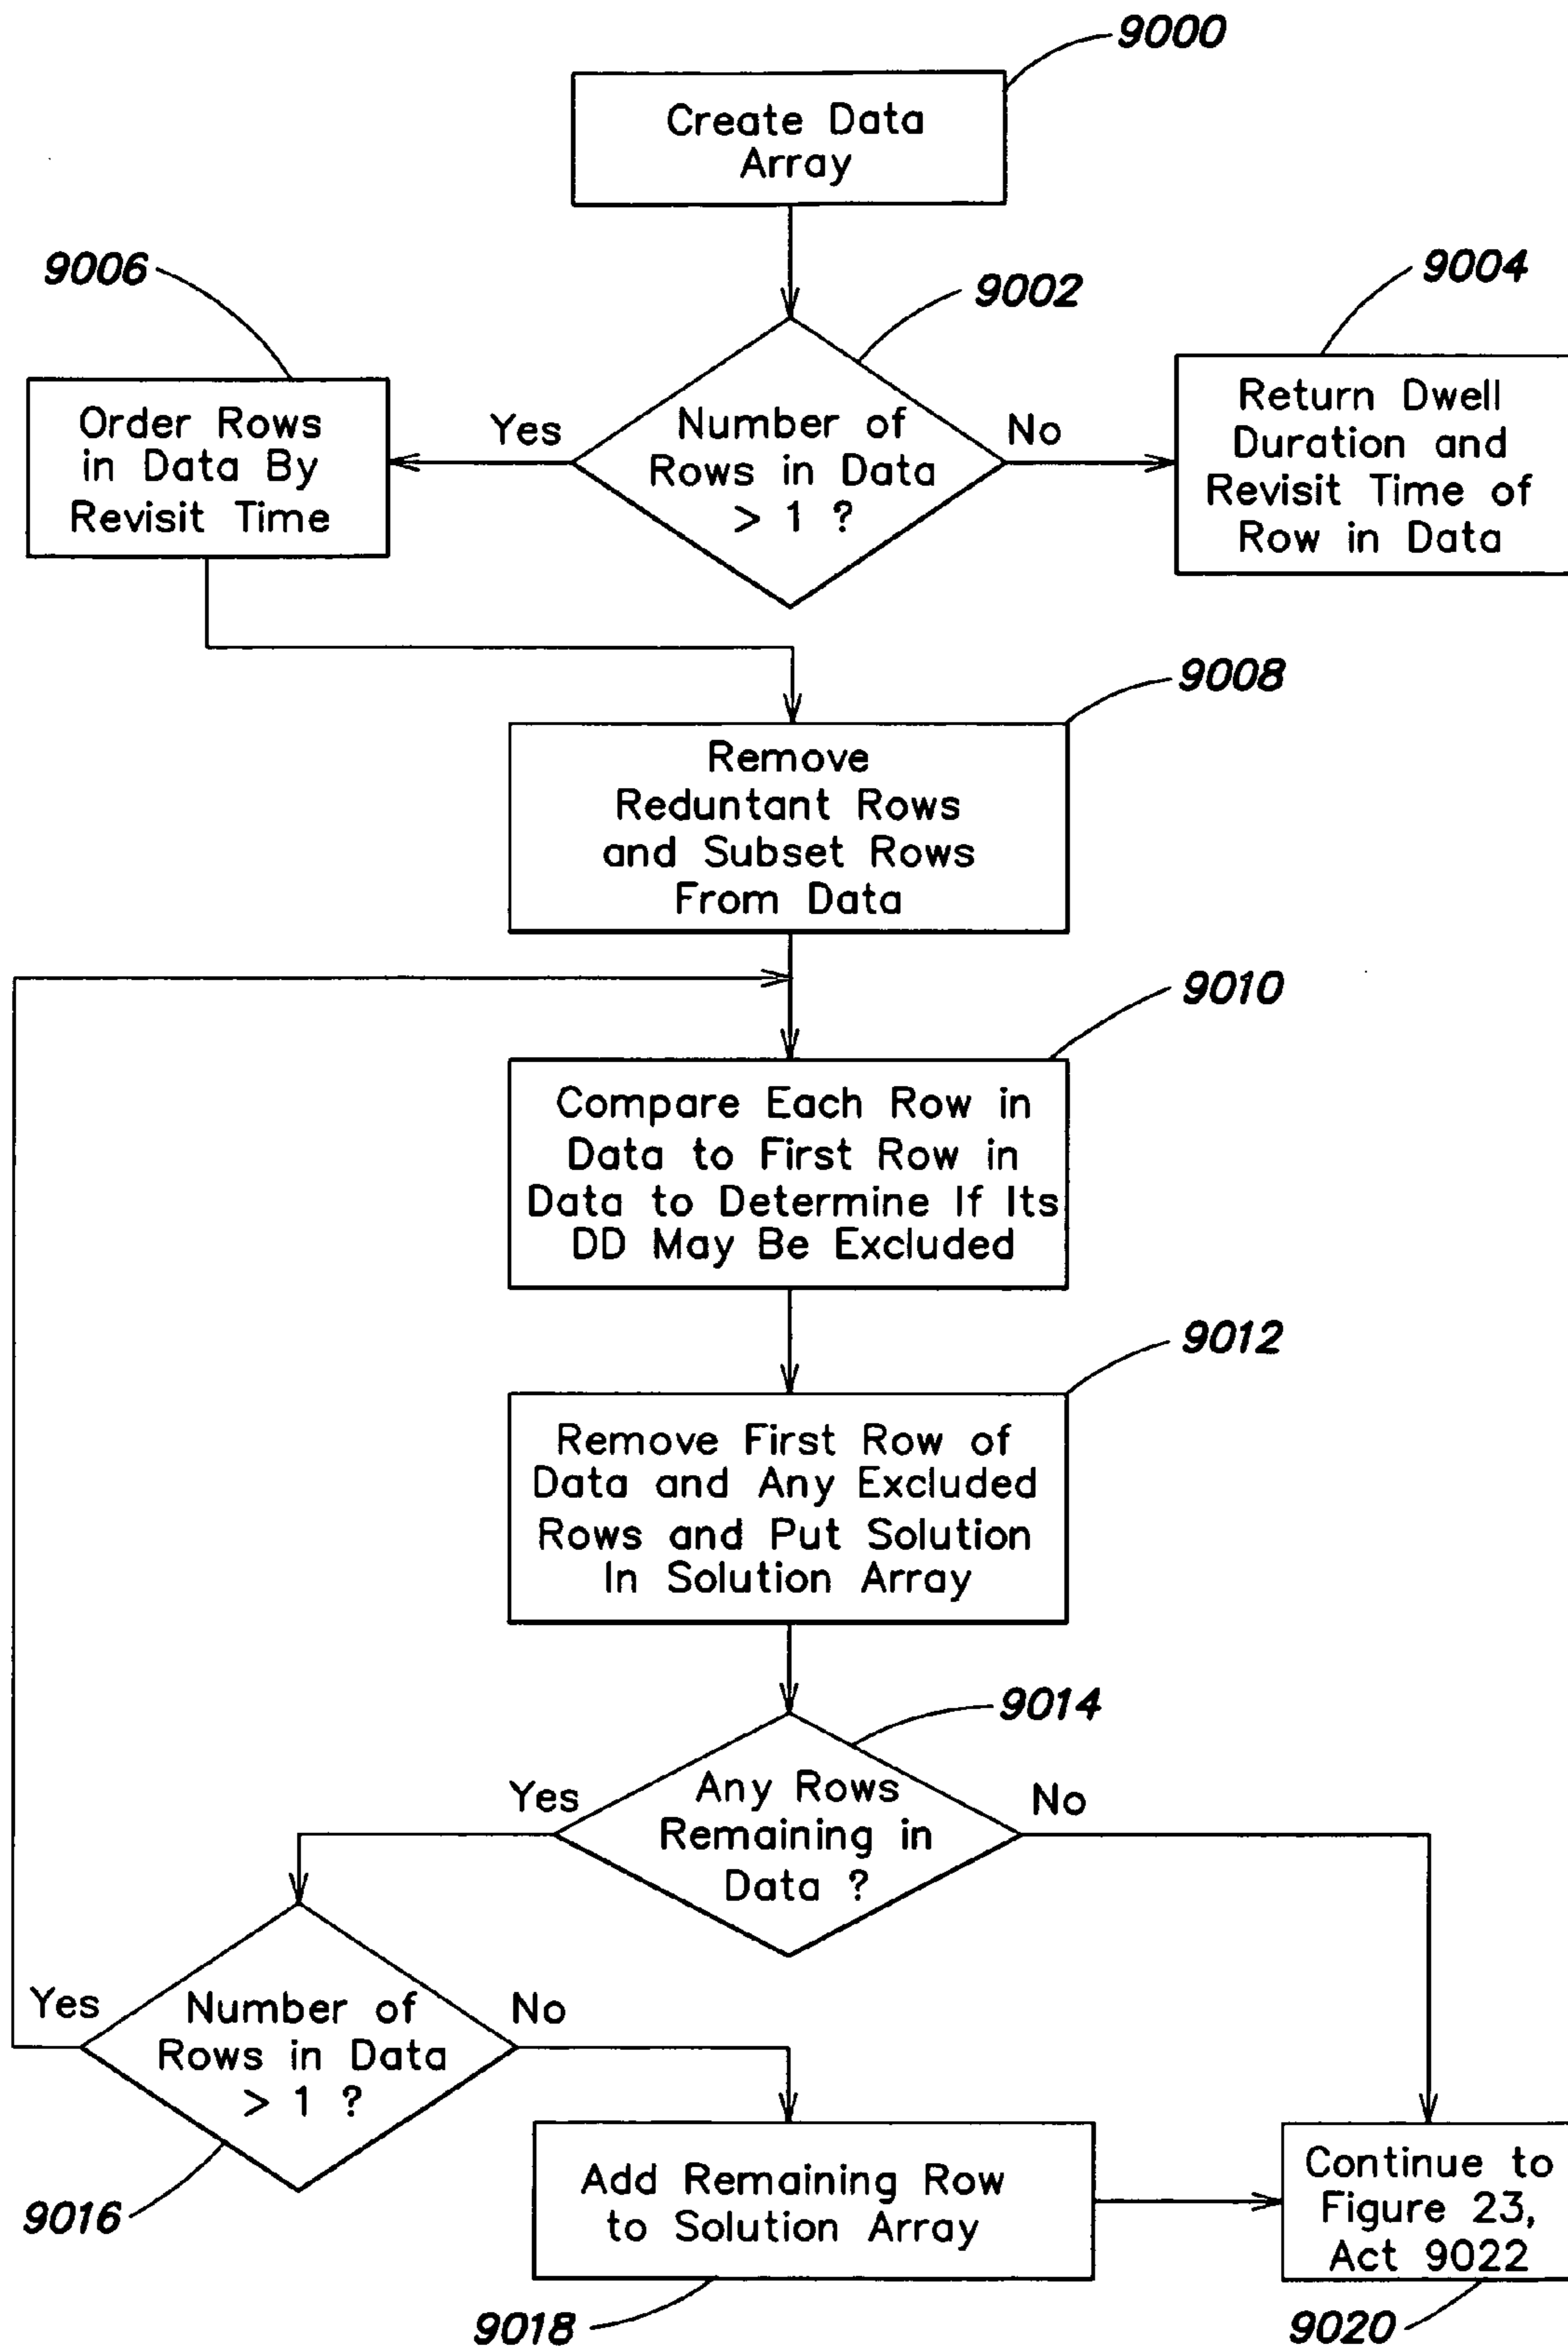 9000
Create Data
Array
9006
9002
9004
Order Rows
in Data By
Revisit Time
Yes
Number of
Rows in Data
> 1 ?
No
Return Dwell
Duration and
Revisit Time of
Row in Data
9008
Remove
Reduntant Rows
and Subset Rows
From Data
9010
Compare Each Row in
Data to First Row in
Data to Determine If Its
DD May Be Excluded
9012
Remove First Row of
Data and Any Excluded
Rows and Put Solution
In Solution Array
9014
Yes
Any Rows
Remaining in
Data ?
No
Yes
Number of
Rows in Data
> 1 ?
No
9016
Add Remaining Row
to Solution Array
9018
Continue to
Figure 23,
Act 9022
9020